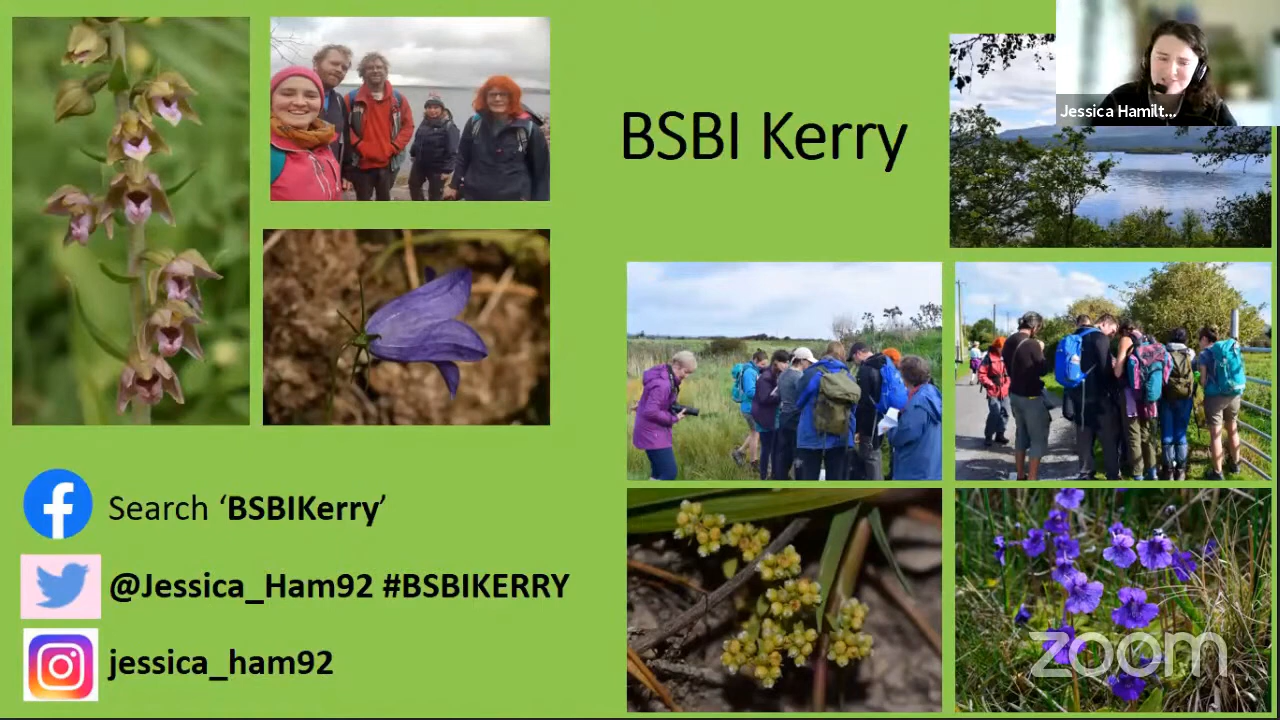 BSBI Kerry
Jessica Hamilt...
Search ‘BSBIKerry’
@Jessica_Ham92 #BSBIKERRY
jessica_ham92
zoom